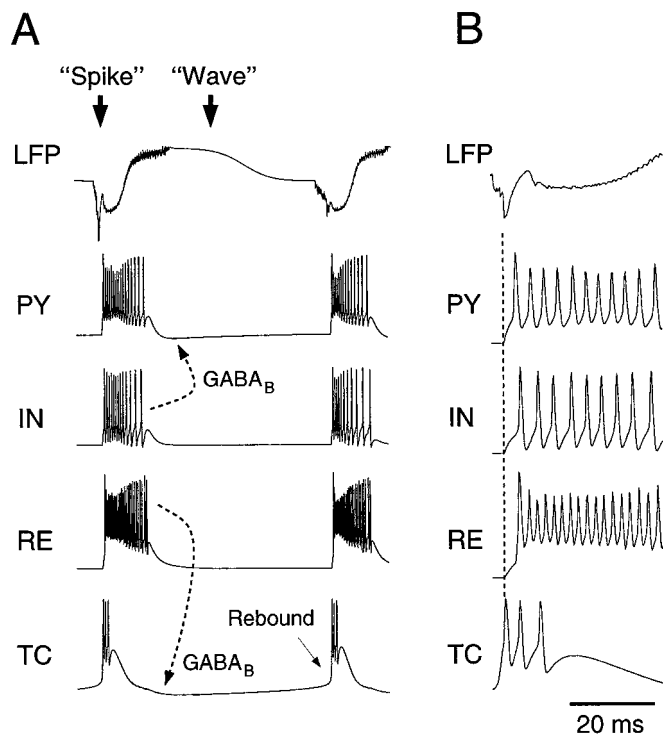 A
B
"Spike"
"Wave"
LFP
LFP
PY
PY
GABAB
IN
IN
RE
RE
Rebound
TC
GABAB
TC
20 ms